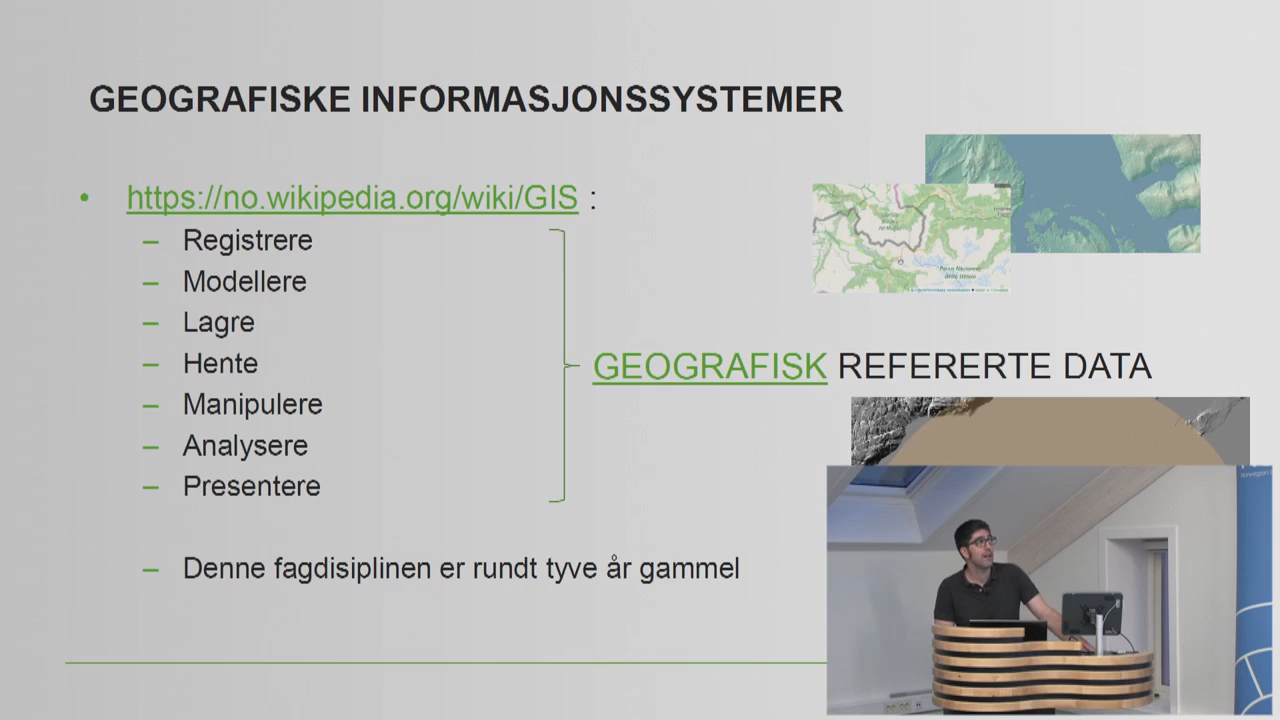 GEOGRAFISKE INFORMASJONSSYSTEMER
• https://no.wikipedia.org/wiki/GIS :
– Registrere
– Modellere
– Lagre
– Hente
– Manipulere
– Analysere
– Presentere
GEOGRAFISK REFERERTE DATA
– Denne fagdisiplinen er rundt tyve år gammel